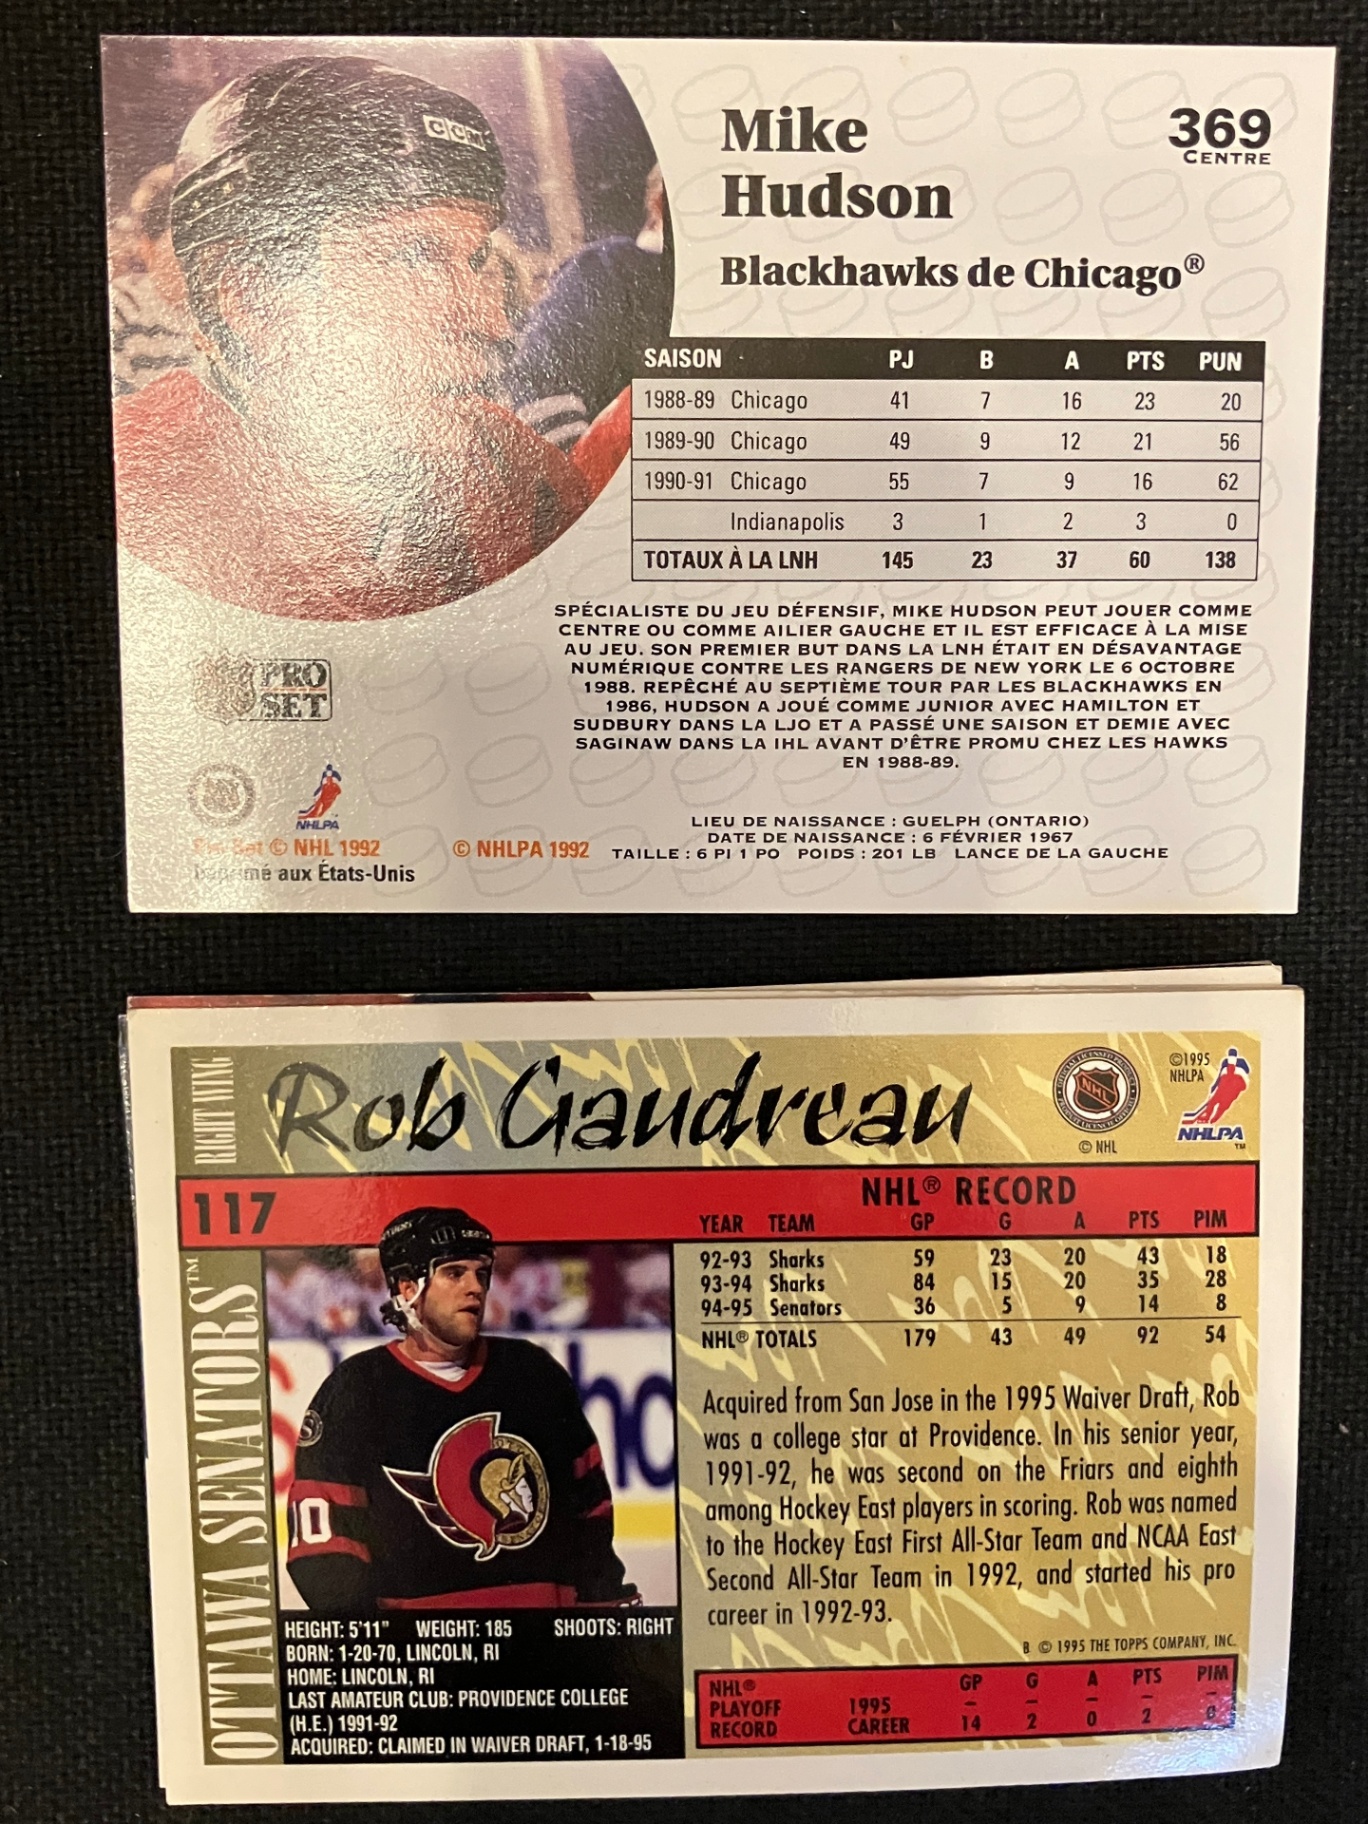 CCM
Mike
Hudson
369
CENTRE
Blackhawks de Chicago®
SAISON PJ B A PTS PUN
1988-89 Chicago 41 7 16 23 20
1989-90 Chicago 49 9 12 21 56
1990-91 Chicago 55 7 9 16 62
Indianapolis 3 1 2 3 0
TOTAUX À LA LNH 145 23 37 60 138
SPÉCIALISTE DU JEU DÉFENSIF, MIKE HUDSON PEUT JOUER COMME
CENTRE OU COMME AILIER GAUCHE ET IL EST EFFICACE À LA MISE
AU JEU. SON PREMIER BUT DANS LA LNH ÉTAIT EN DÉSAVANTAGE
NUMÉRIQUE CONTRE LES RANGERS DE NEW YORK LE 6 OCTOBRE
1988. REPÊCHÉ AU SEPTIÈME TOUR PAR LES BLACKHAWKS EN
1986, HUDSON A JOUÉ COMME JUNIOR AVEC HAMILTON ET
SUDBURY DANS LA LJO ET A PASSÉ UNE SAISON ET DEMIE AVEC
SAGINAW DANS LA IHL AVANT D'ÊTRE PROMU CHEZ LES HAWKS
EN 1988-89.
PRO
SET
NHLPA
LIEU DE NAISSANCE : GUELPH (ONTARIO)
DATE DE NAISSANCE : 6 FÉVRIER 1967
TAILLE : 6 PI 1 PO POIDS : 201 LB LANCE DE LA GAUCHE
Pro Set © NHL 1992 © NHLPA 1992
Imprimé aux États-Unis
RIGHT WING
Rob Gaudreau
NHL
© NHL
©1995
NHLPA
NHLPA™
117
NHL® RECORD
YEAR TEAM GP G A PTS PIM
92-93 Sharks 59 23 20 43 18
93-94 Sharks 84 15 20 35 28
94-95 Senators 36 5 9 14 8
NHL® TOTALS 179 43 49 92 54
OTTAWA SENATORS™
Acquired from San Jose in the 1995 Waiver Draft, Rob
was a college star at Providence. In his senior year,
1991-92, he was second on the Friars and eighth
among Hockey East players in scoring. Rob was named
to the Hockey East First All-Star Team and NCAA East
Second All-Star Team in 1992, and started his pro
career in 1992-93.
B © 1995 THE TOPPS COMPANY, INC.
HEIGHT: 5'11" WEIGHT: 185 SHOOTS: RIGHT
BORN: 1-20-70, LINCOLN, RI
HOME: LINCOLN, RI
LAST AMATEUR CLUB: PROVIDENCE COLLEGE
(H.E.) 1991-92
ACQUIRED: CLAIMED IN WAIVER DRAFT, 1-18-95
NHL® GP G A PTS PIM
PLAYOFF 1995 – – – – –
RECORD CAREER 14 2 0 2 0